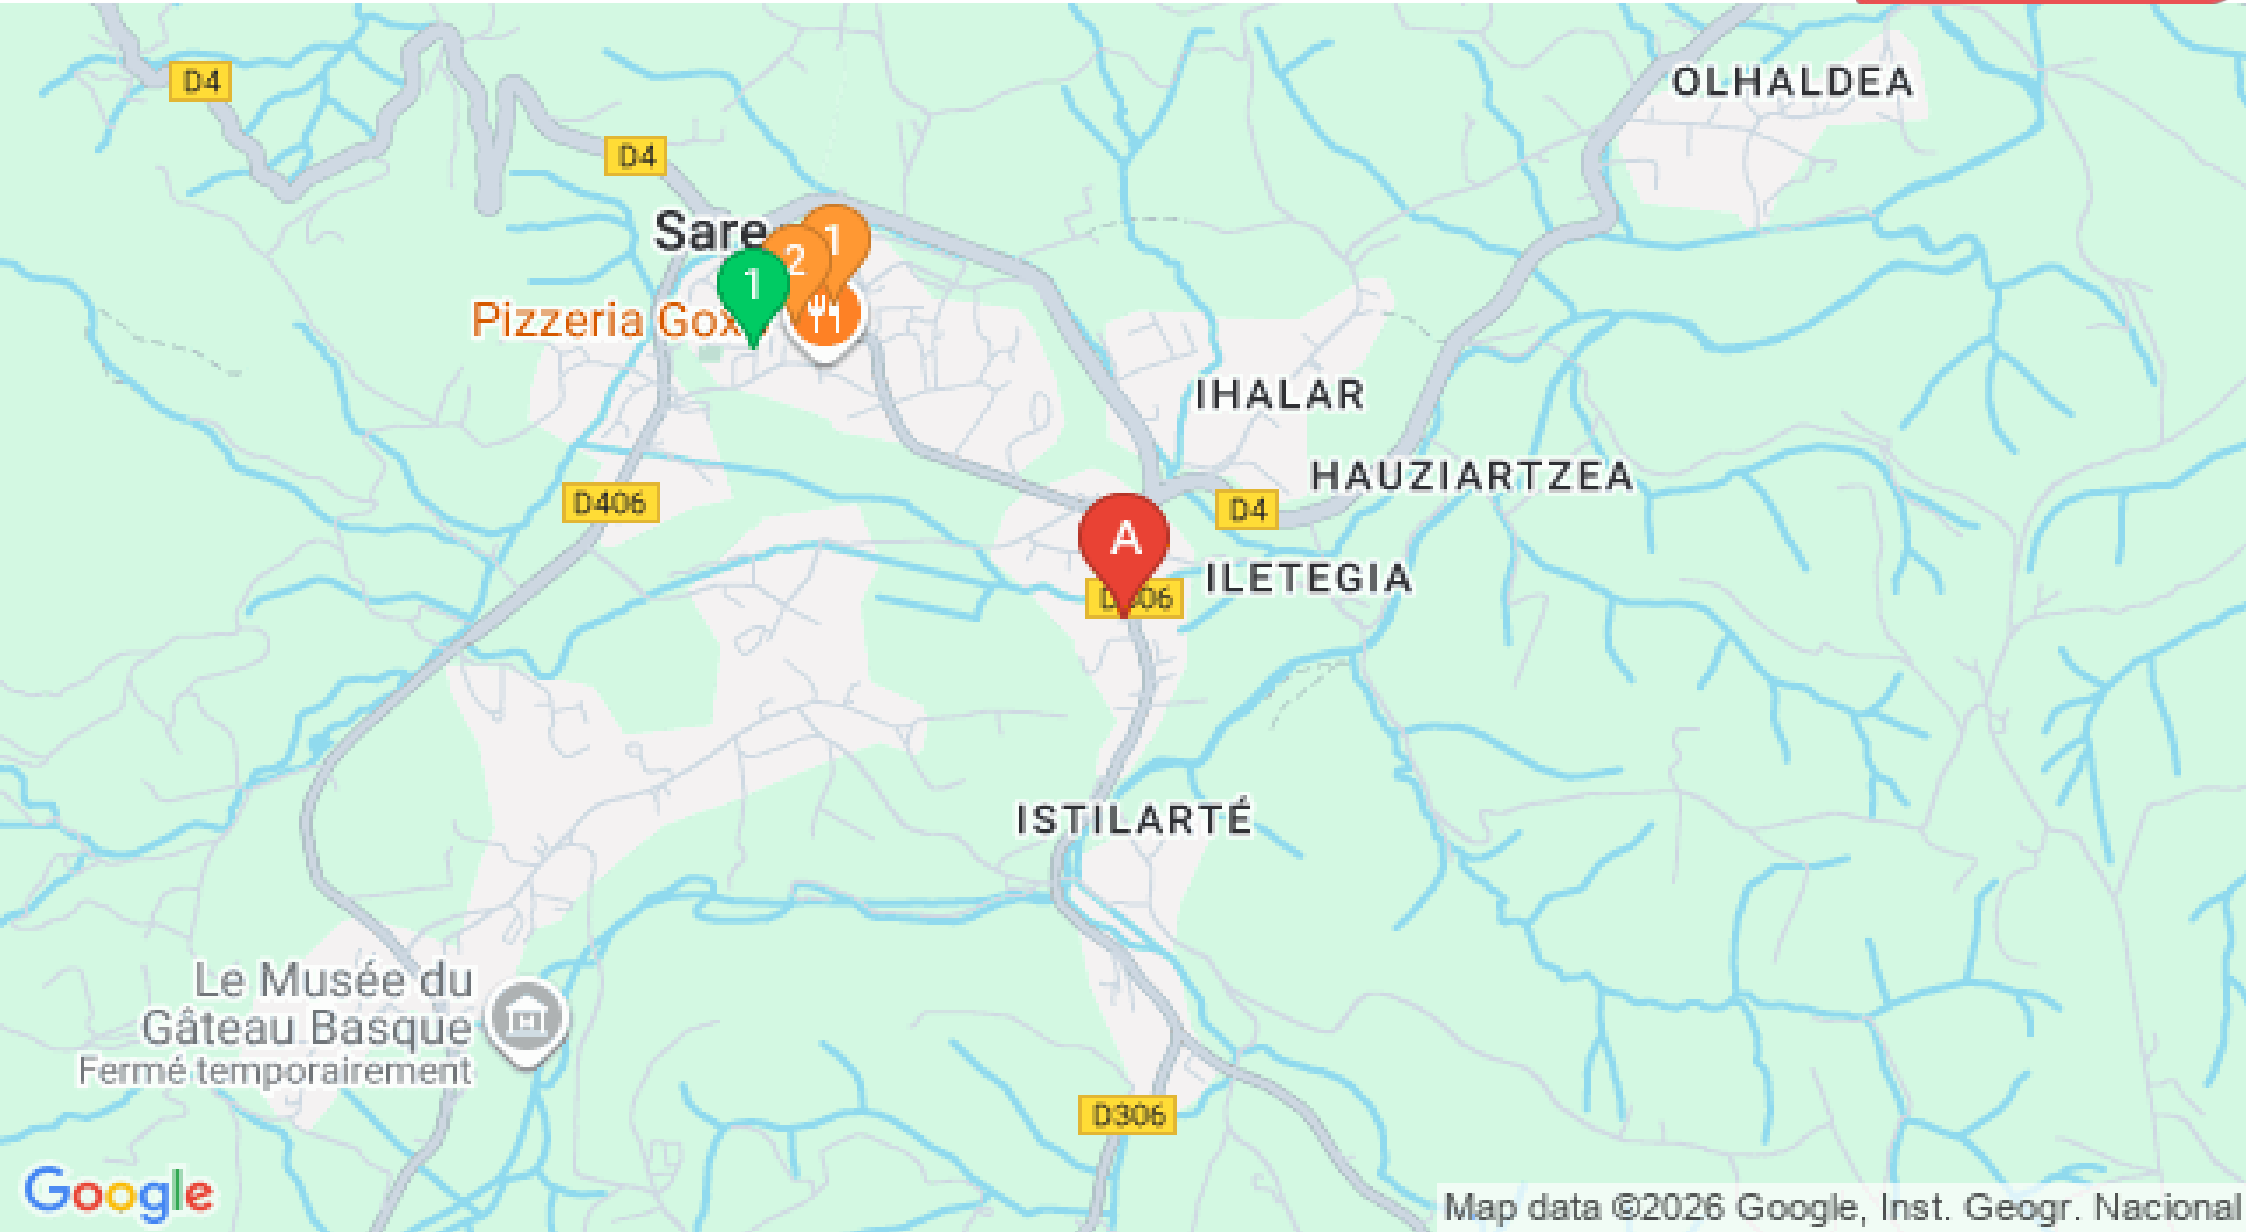 D4
OLHALDEA
D4
Sare
1
2
1
Pizzeria Gox
IHALAR
HAUZIARTZEA
D406
D4
A
ILETEGIA
ISTILARTÉ
Le Musée du
Gâteau Basque
Fermé temporairement
D306
Google
Map data ©2026 Google, Inst. Geogr. Nacional